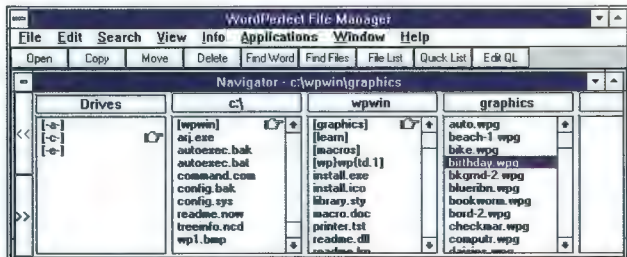 WordPerfect File Manager
File Edit Search View Info Applications Window Help
Open Copy Move Delete Find Word Find Files File List Quick List Edit QL
Navigator - c:\wpwin\graphics
Drives
[-a-]
[-c-]
[-e-]
<<
>>
c:\
[wpwin]
arj.exe
autoexec.bak
autoexec.bat
command.com
config.bak
config.sys
readme.now
treeinfo.ncd
wp1.bmp
wpwin
[graphics]
[learn]
[macros]
[wp}wp{td.1]
install.exe
install.ico
library.sty
macro.doc
printer.tst
readme.dll
graphics
auto.wpg
beach-1.wpg
bike.wpg
birthday.wpg
bkgrnd-2.wpg
blueribn.wpg
bookworm.wpg
bord-2.wpg
checkmar.wpg
computr.wpg